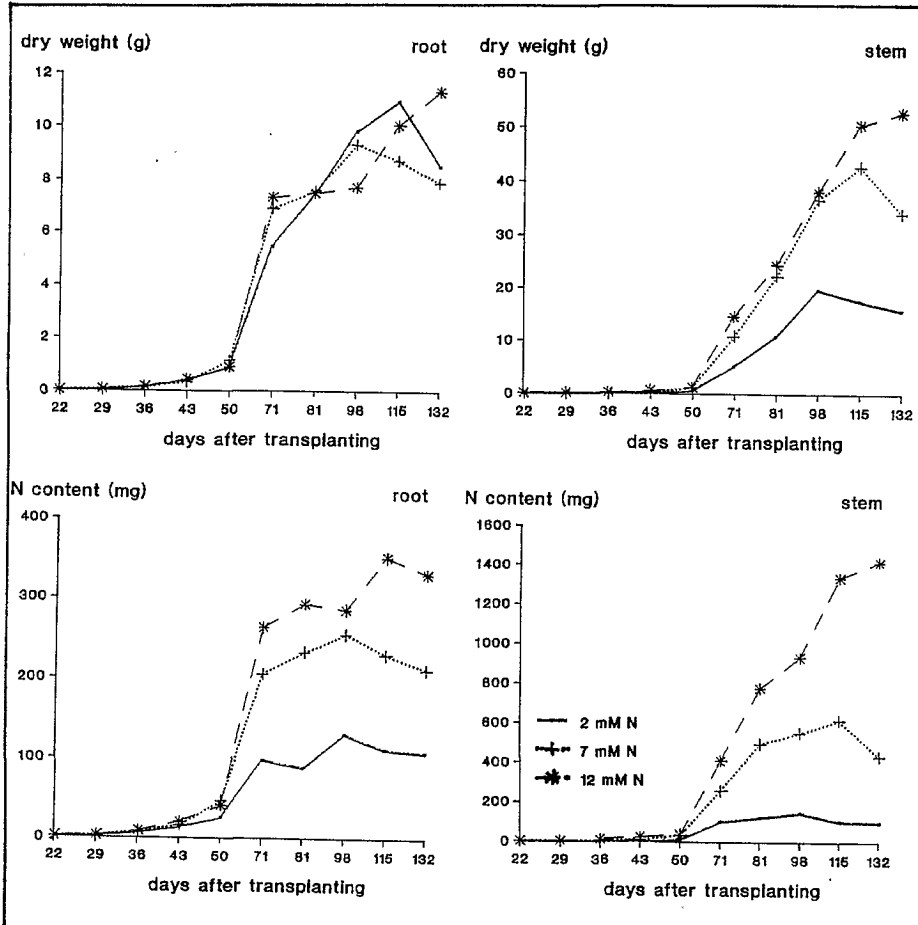 dry weight (g)
root
12
10
8
6
4
2
0
22 29 36 43 50 71 81 98 116 132
days after transplanting
dry weight (g)
stem
60
50
40
30
20
10
0
22 29 36 43 50 71 81 98 115 132
days after transplanting
N content (mg)
root
400
300
200
100
0
22 29 36 43 50 71 81 98 115 132
days after transplanting
N content (mg)
stem
1600
1400
1200
1000
800
600
400
200
0
2 mM N
7 mM N
12 mM N
22 29 36 43 50 71 81 98 115 132
days after transplanting